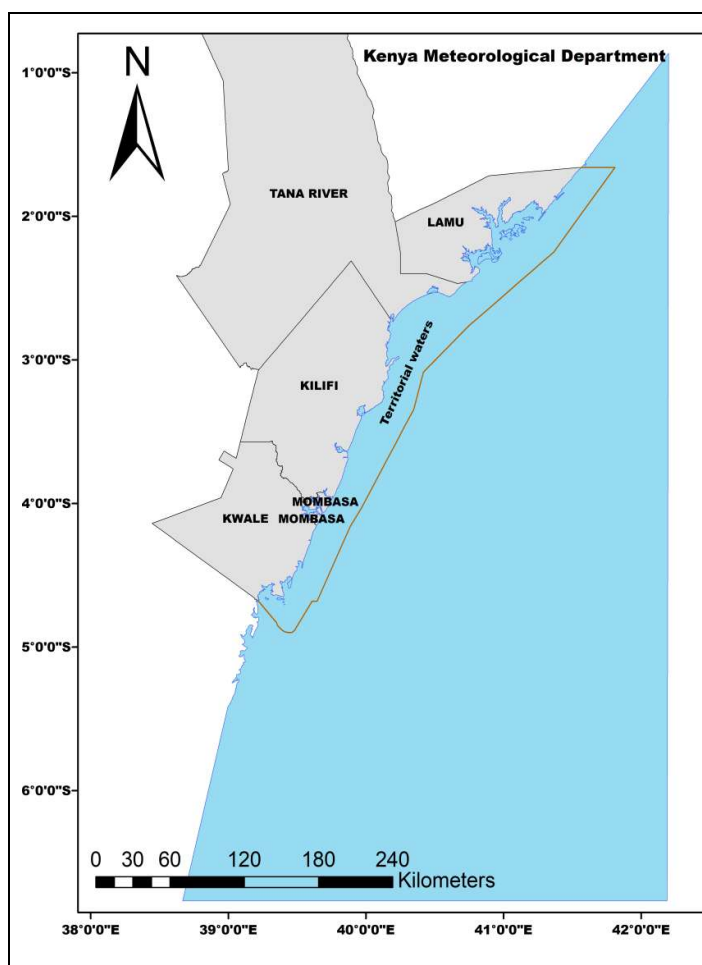 Kenya Meteorological Department
N
1°0'0"S
2°0'0"S
3°0'0"S
4°0'0"S
5°0'0"S
6°0'0"S
TANA RIVER
LAMU
Territorial waters
KILIFI
MOMBASA
KWALE MOMBASA
0 30 60 120 180 240
Kilometers
38°0'0"E 39°0'0"E 40°0'0"E 41°0'0"E 42°0'0"E